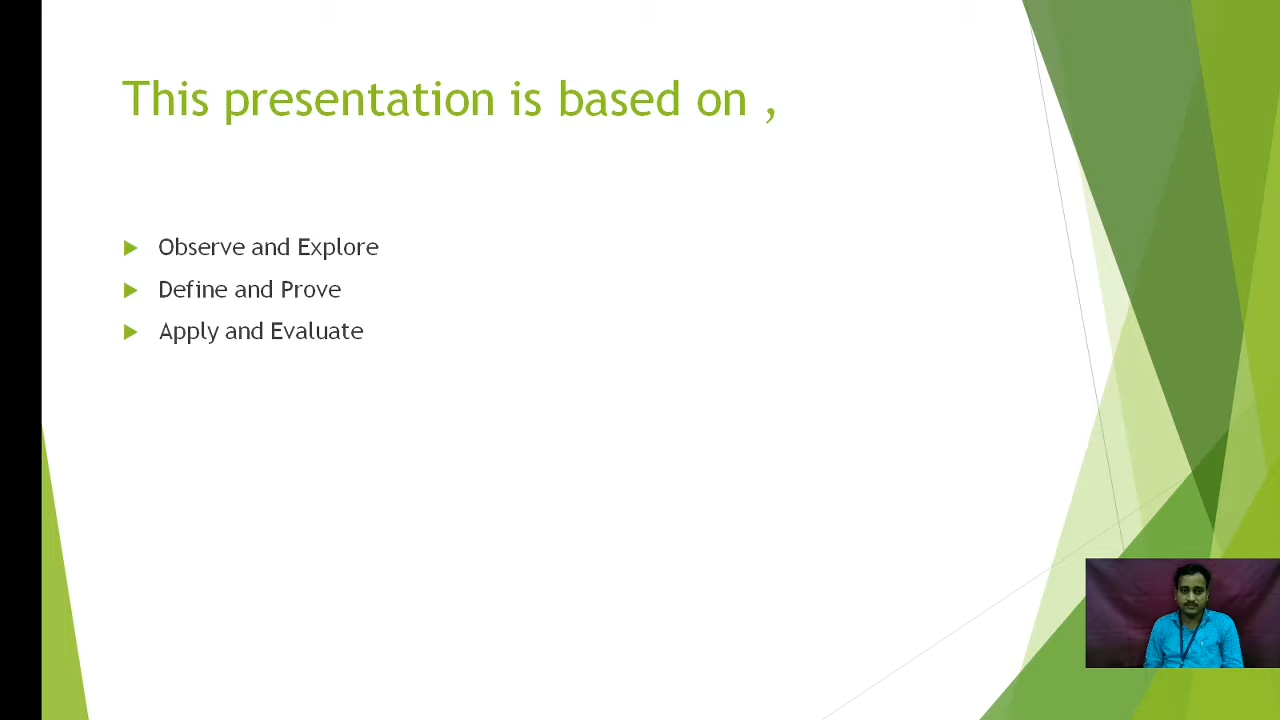 This presentation is based on ,
Observe and Explore
Define and Prove
Apply and Evaluate